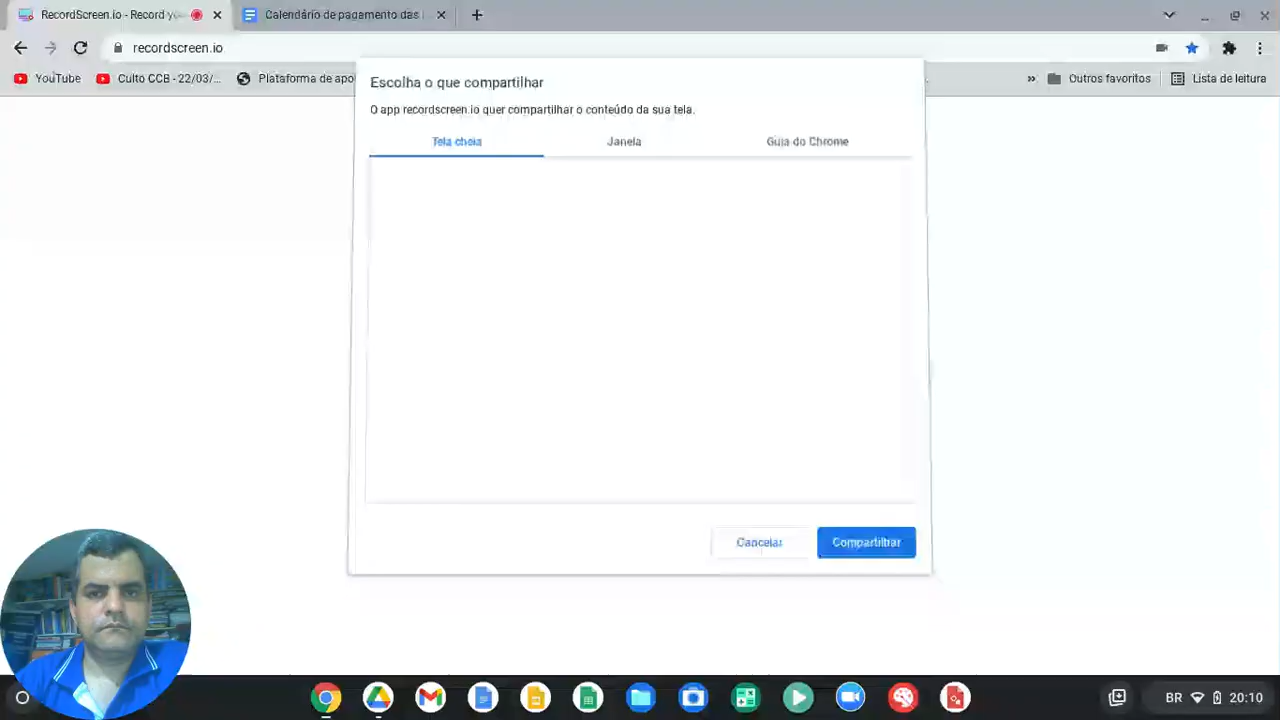 RecordScreen.io - Record yo
Calendário de pagamento das
recordscreen.io
YouTube
Culto CCB - 22/03/...
Plataforma de apo
»
Outros favoritos
Lista de leitura
Escolha o que compartilhar
O app recordscreen.io quer compartilhar o conteúdo da sua tela.
Tela cheia
Janela
Guia do Chrome
Cancelar
Compartilhar
BR
20:10